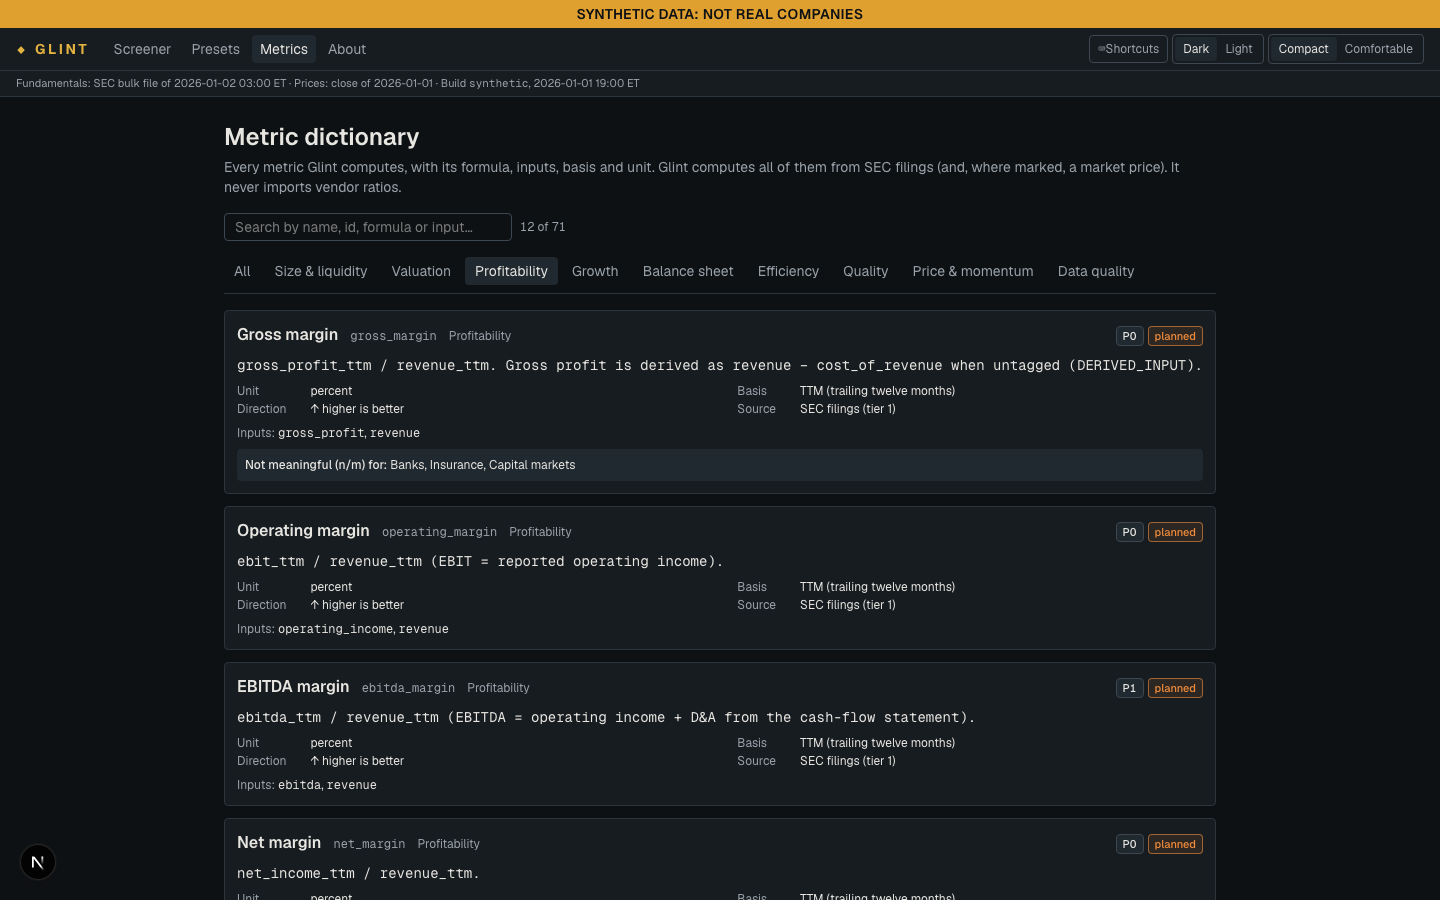 SYNTHETIC DATA: NOT REAL COMPANIES
◆ GLINT Screener Presets Metrics About Shortcuts Dark Light Compact Comfortable
Fundamentals: SEC bulk file of 2026-01-02 03:00 ET · Prices: close of 2026-01-01 · Build synthetic, 2026-01-01 19:00 ET
Metric dictionary
Every metric Glint computes, with its formula, inputs, basis and unit. Glint computes all of them from SEC filings (and, where marked, a market price). It
never imports vendor ratios.
Search by name, id, formula or input… 12 of 71
All Size & liquidity Valuation Profitability Growth Balance sheet Efficiency Quality Price & momentum Data quality
Gross margin gross_margin Profitability P0 planned
gross_profit_ttm / revenue_ttm. Gross profit is derived as revenue − cost_of_revenue when untagged (DERIVED_INPUT).
Unit percent Basis TTM (trailing twelve months)
Direction ↑ higher is better Source SEC filings (tier 1)
Inputs: gross_profit, revenue
Not meaningful (n/m) for: Banks, Insurance, Capital markets
Operating margin operating_margin Profitability P0 planned
ebit_ttm / revenue_ttm (EBIT = reported operating income).
Unit percent Basis TTM (trailing twelve months)
Direction ↑ higher is better Source SEC filings (tier 1)
Inputs: operating_income, revenue
EBITDA margin ebitda_margin Profitability P1 planned
ebitda_ttm / revenue_ttm (EBITDA = operating income + D&A from the cash-flow statement).
Unit percent Basis TTM (trailing twelve months)
Direction ↑ higher is better Source SEC filings (tier 1)
Inputs: ebitda, revenue
Net margin net_margin Profitability P0 planned
net_income_ttm / revenue_ttm.
Unit percent Basis TTM (trailing twelve months)
N